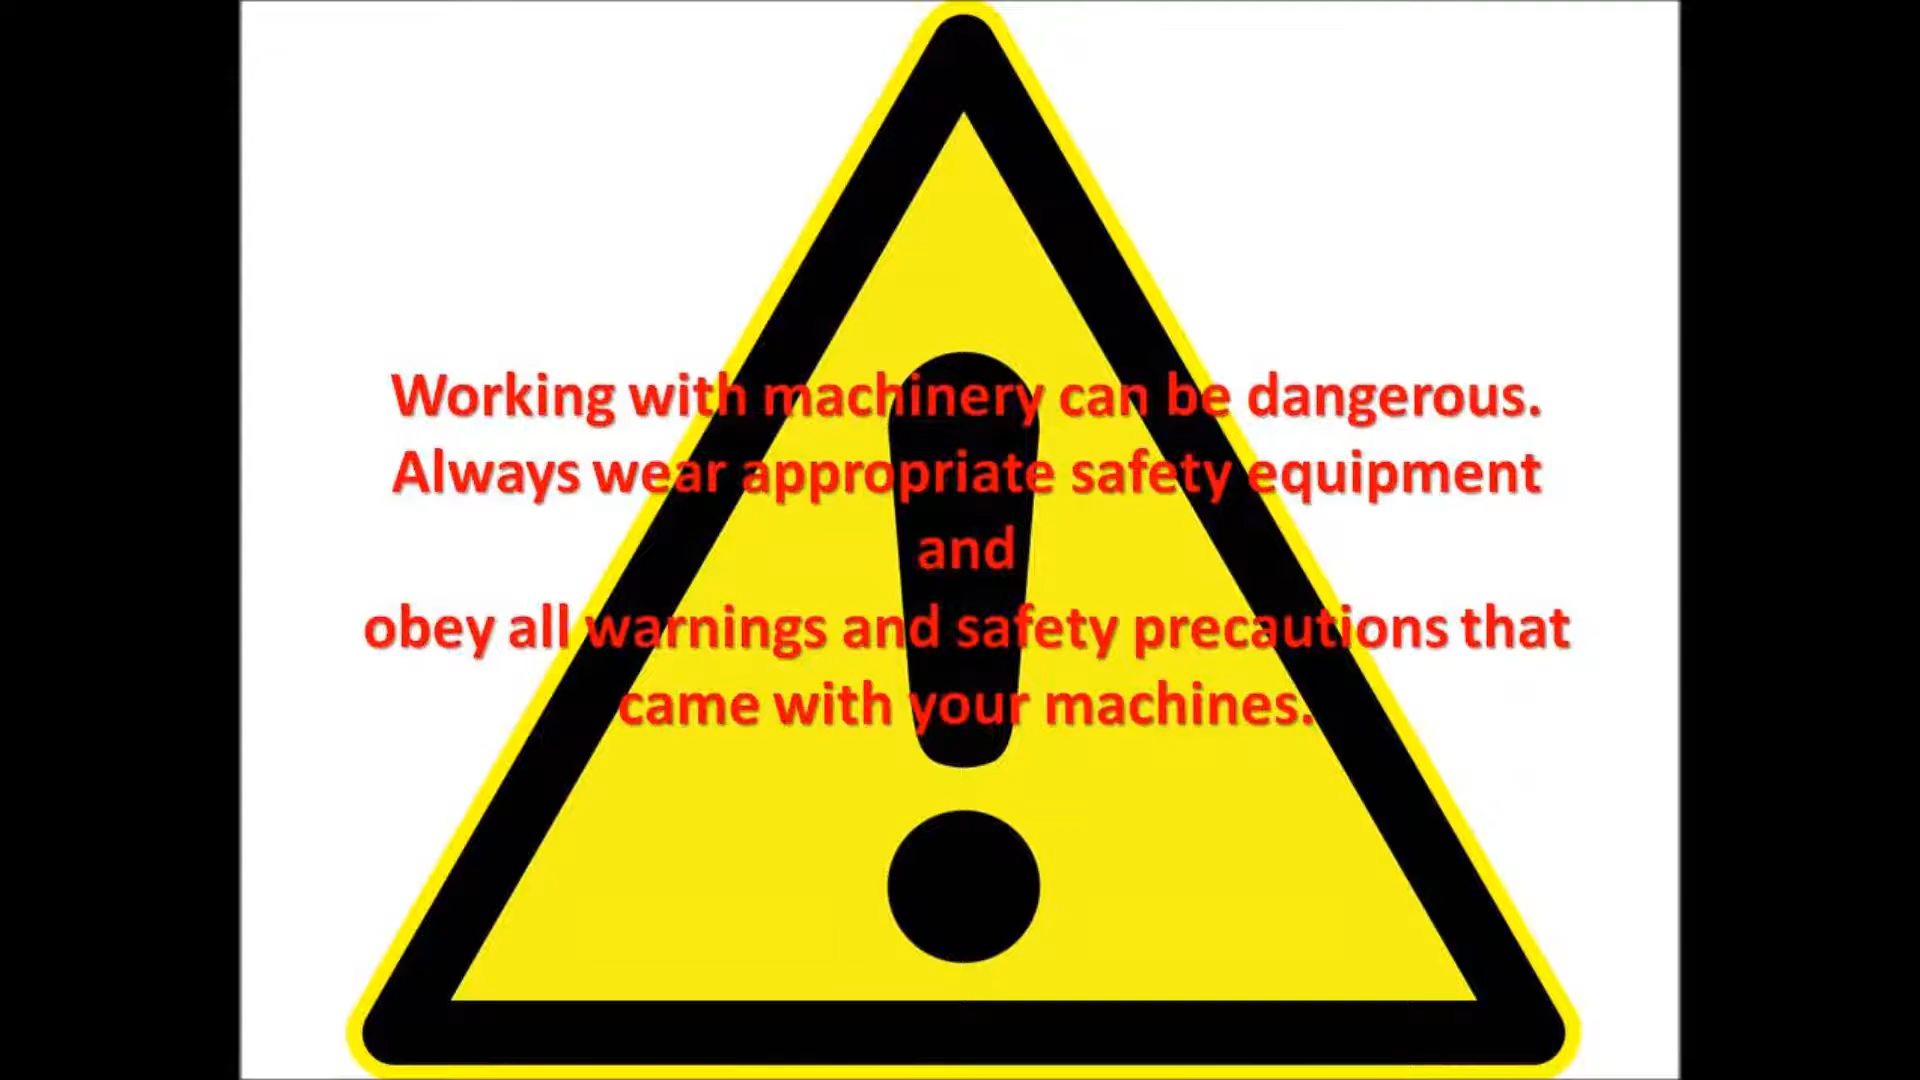 Working with machinery can be dangerous.
Always wear appropriate safety equipment
and
obey all warnings and safety precautions that
came with your machines.